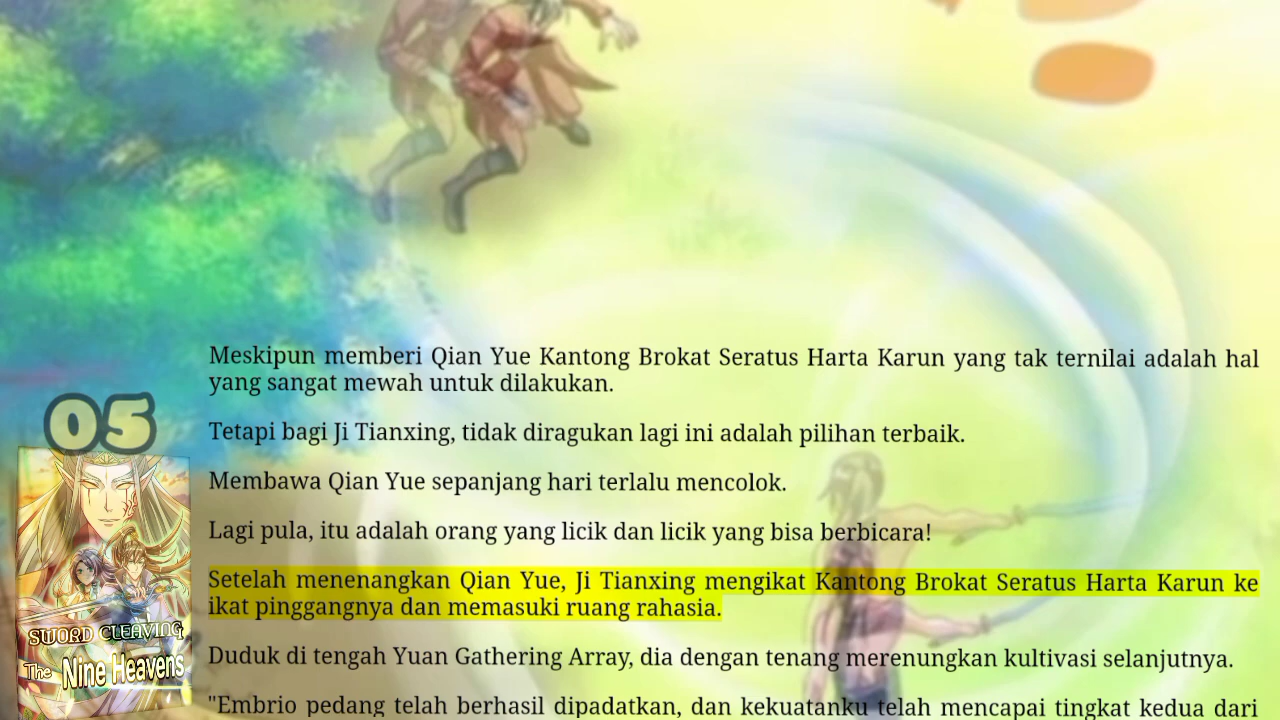 Meskipun memberi Qian Yue Kantong Brokat Seratus Harta Karun yang tak ternilai adalah hal
yang sangat mewah untuk dilakukan.
Tetapi bagi Ji Tianxing, tidak diragukan lagi ini adalah pilihan terbaik.
Membawa Qian Yue sepanjang hari terlalu mencolok.
Lagi pula, itu adalah orang yang licik dan licik yang bisa berbicara!
Setelah menenangkan Qian Yue, Ji Tianxing mengikat Kantong Brokat Seratus Harta Karun ke
ikat pinggangnya dan memasuki ruang rahasia.
Duduk di tengah Yuan Gathering Array, dia dengan tenang merenungkan kultivasi selanjutnya.
"Embrio pedang telah berhasil dipadatkan, dan kekuatanku telah mencapai tingkat kedua dari
05
SWORD CLEAVING
The Nine Heavens